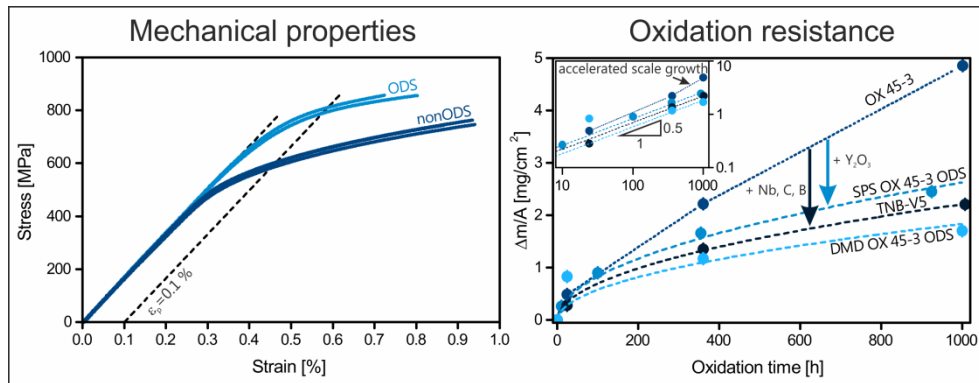 Mechanical properties
1000
800
600
400
200
0
Stress [MPa]
0.0 0.1 0.2 0.3 0.4 0.5 0.6 0.7 0.8 0.9 1.0
Strain [%]
ODS
nonODS
εₚ=0.1 %
Oxidation resistance
5
4
3
2
1
0
Δm/A [mg/cm²]
0 200 400 600 800 1000
Oxidation time [h]
accelerated scale growth
10
1
0.1
10 100 1000
0.5
1
OX 45-3
+ Y₂O₃
+ Nb, C, B
SPS OX 45-3 ODS
TNB-V5
DMD OX 45-3 ODS